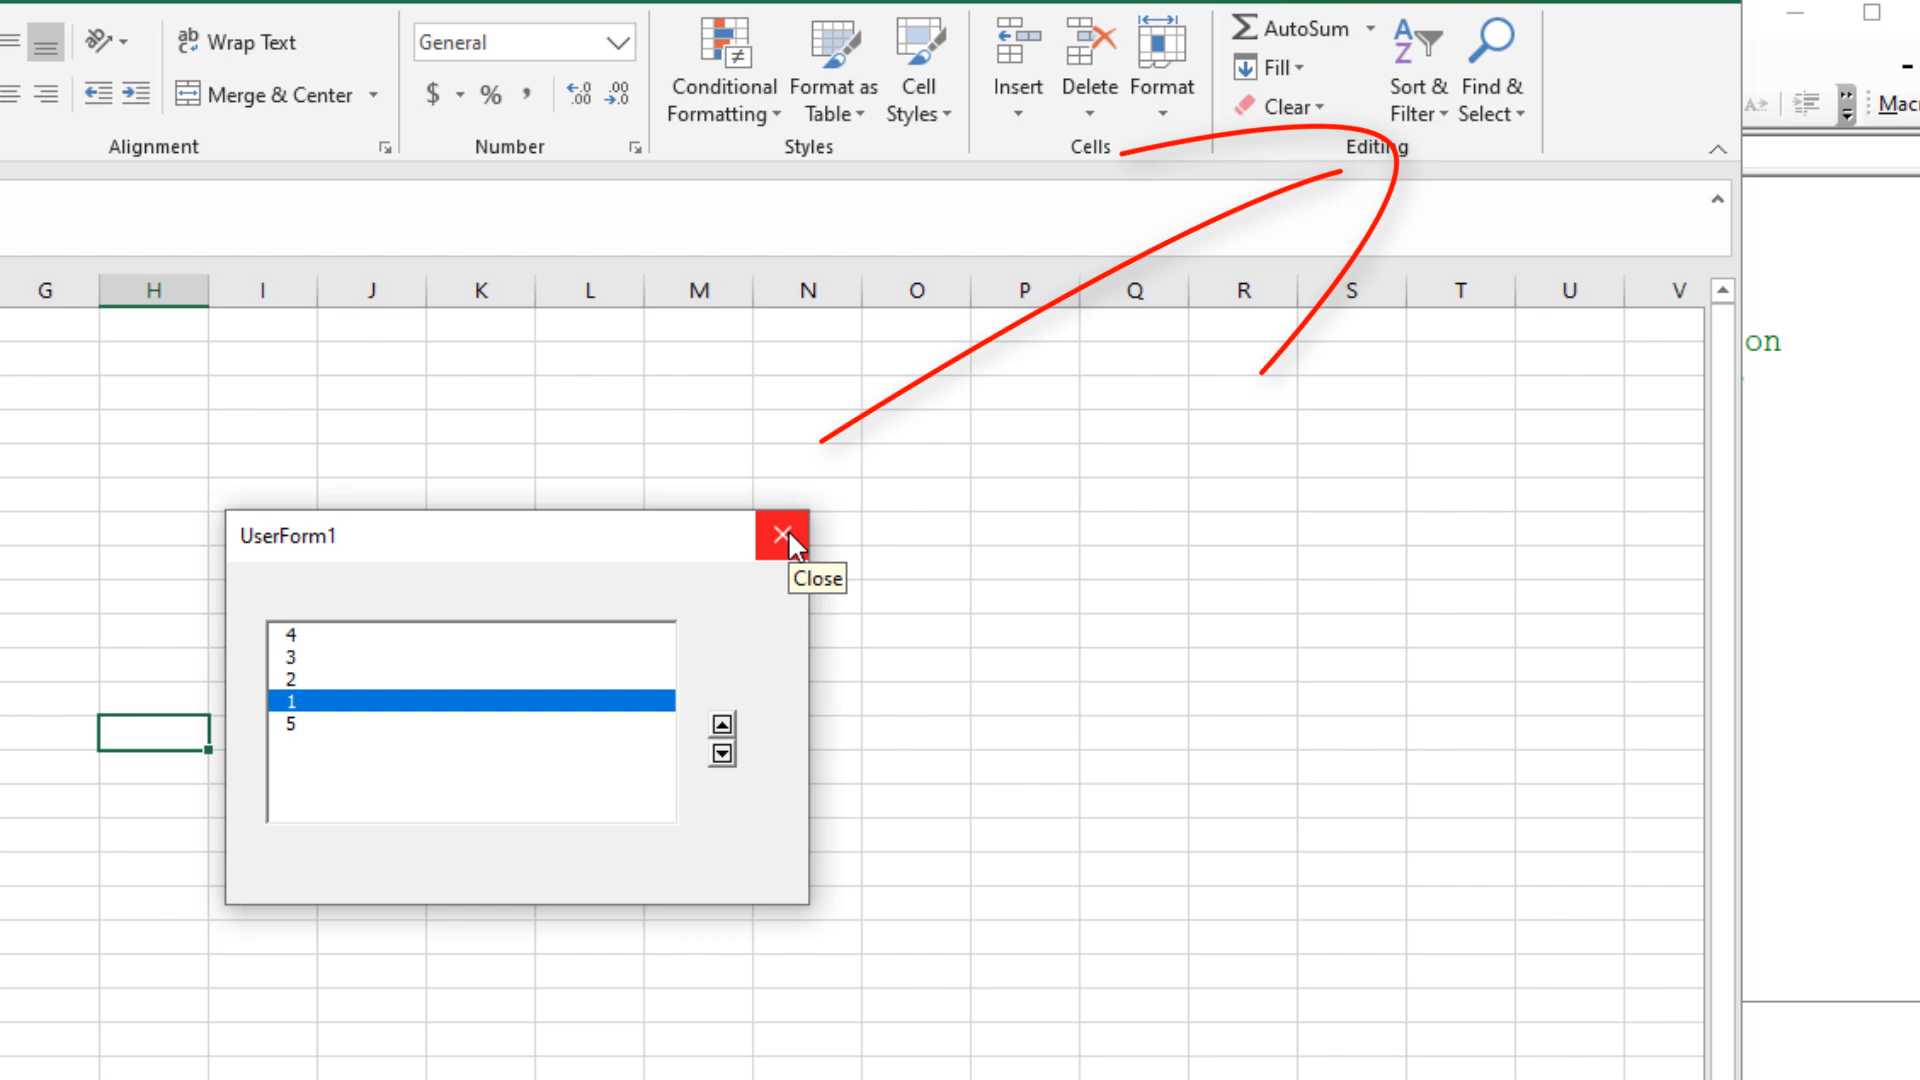 Wrap Text
General
AutoSum
Fill
Merge & Center
$ % ,
Conditional
Formatting
Format as
Table
Cell
Styles
Insert
Delete
Format
Clear
Sort &
Filter
Find &
Select
Alignment
Number
Styles
Cells
Editing
G H I J K L M N O P Q R S T U V
on
UserForm1
Close
4
3
2
1
5